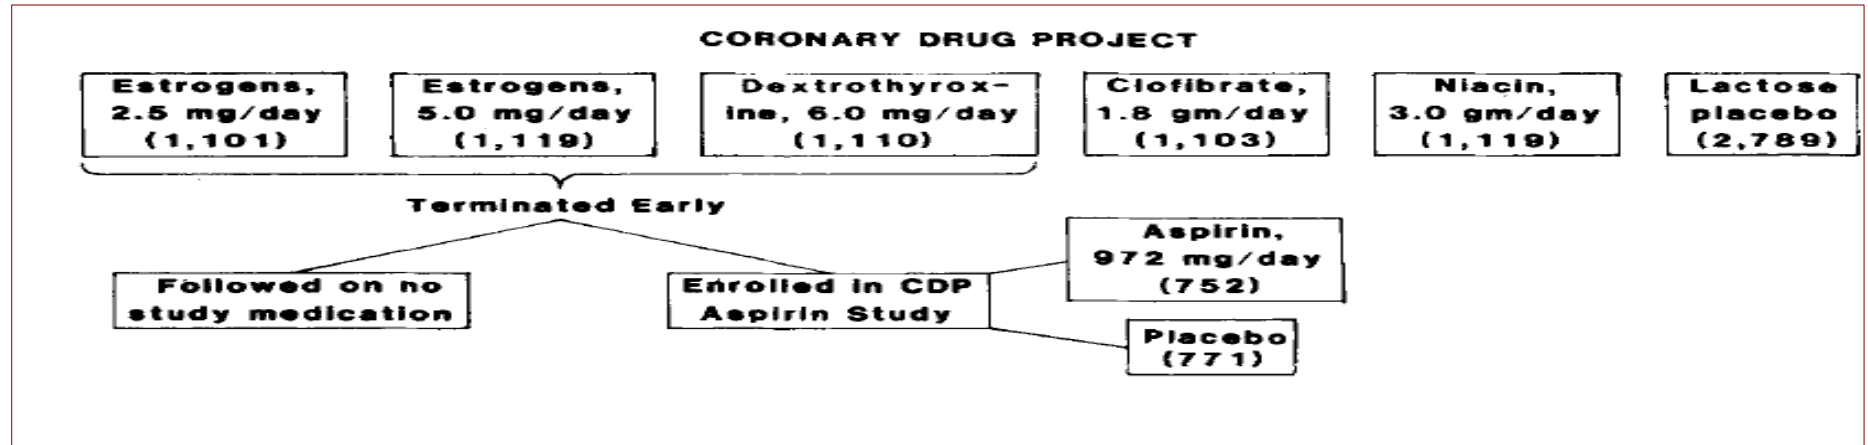 CORONARY DRUG PROJECT
Estrogens,
2.5 mg/day
(1,101)
Estrogens,
5.0 mg/day
(1,119)
Dextrothyrox-
ine, 6.0 mg/day
(1,110)
Clofibrate,
1.8 gm/day
(1,103)
Niacin,
3.0 gm/day
(1,119)
Lactose
placebo
(2,789)
Terminated Early
Followed on no
study medication
Enrolled in CDP
Aspirin Study
Aspirin,
972 mg/day
(752)
Placebo
(771)